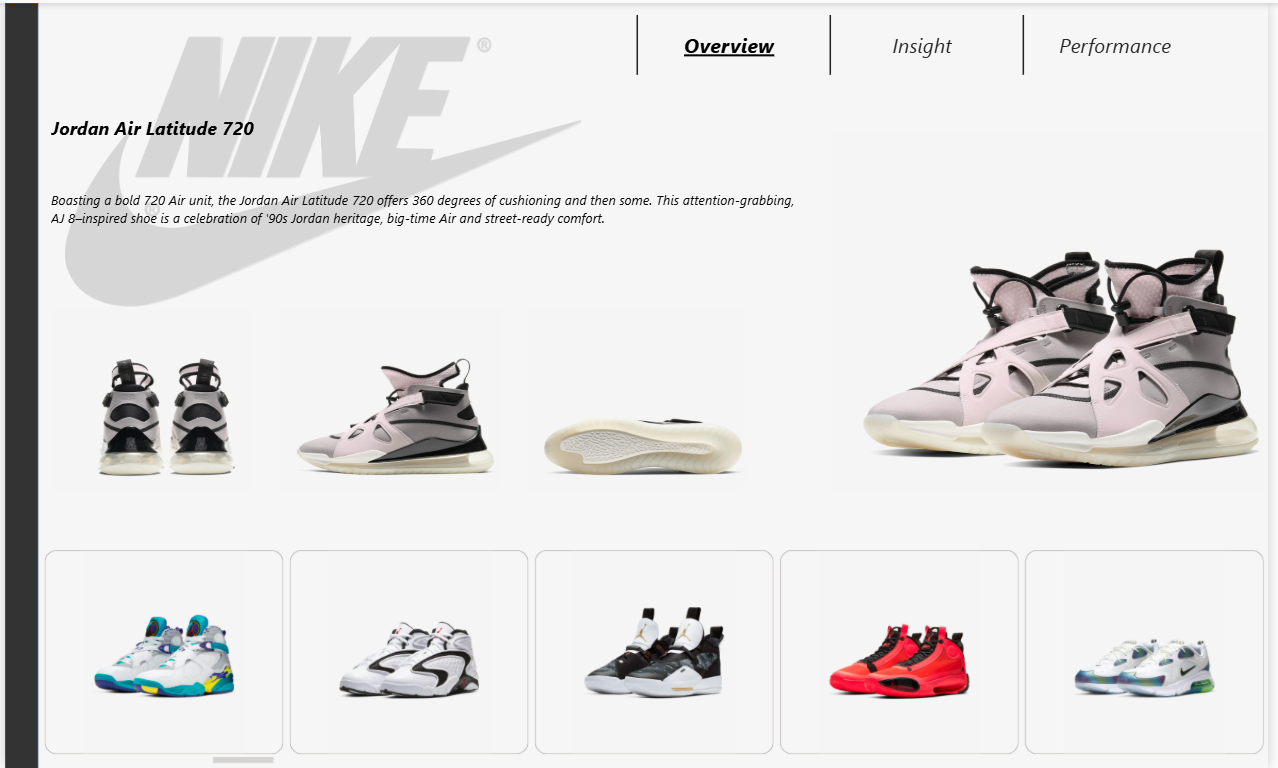 NIKE®
Overview
Insight
Performance
Jordan Air Latitude 720
Boasting a bold 720 Air unit, the Jordan Air Latitude 720 offers 360 degrees of cushioning and then some. This attention-grabbing,
AJ 8–inspired shoe is a celebration of '90s Jordan heritage, big-time Air and street-ready comfort.
®